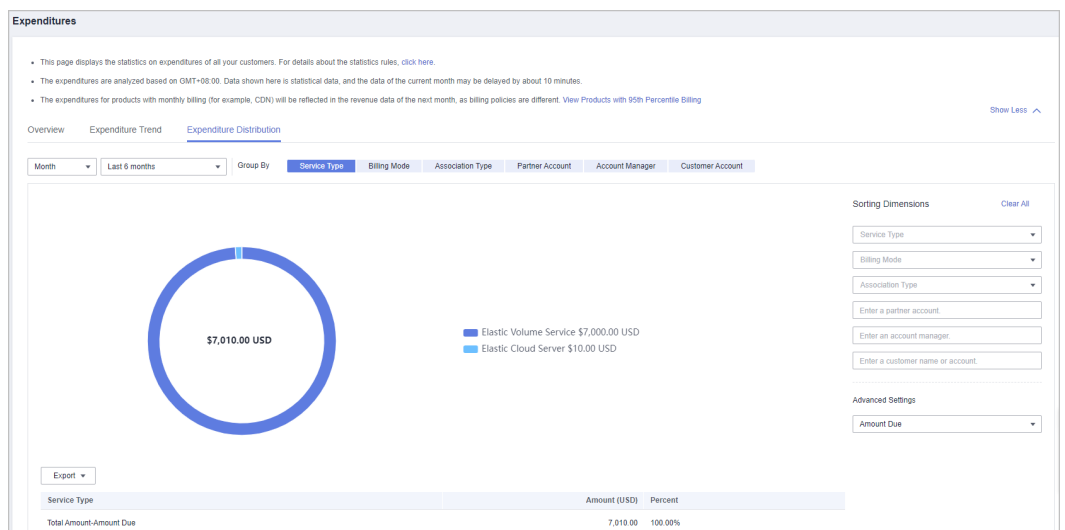 Expenditures
This page displays the statistics on expenditures of all your customers. For details about the statistics rules, click here.
The expenditures are analyzed based on GMT+08:00. Data shown here is statistical data, and the data of the current month may be delayed by about 10 minutes.
The expenditures for products with monthly billing (for example, CDN) will be reflected in the revenue data of the next month, as billing policies are different. View Products with 95th Percentile Billing
Show Less
Overview Expenditure Trend Expenditure Distribution
Month Last 6 months Group By Service Type Billing Mode Association Type Partner Account Account Manager Customer Account
Sorting Dimensions Clear All
Service Type
Billing Mode
Association Type
Enter a partner account.
Enter an account manager.
Enter a customer name or account.
Advanced Settings
Amount Due
$7,010.00 USD
Elastic Volume Service $7,000.00 USD
Elastic Cloud Server $10.00 USD
Export
Service Type Amount (USD) Percent
Total Amount-Amount Due 7,010.00 100.00%